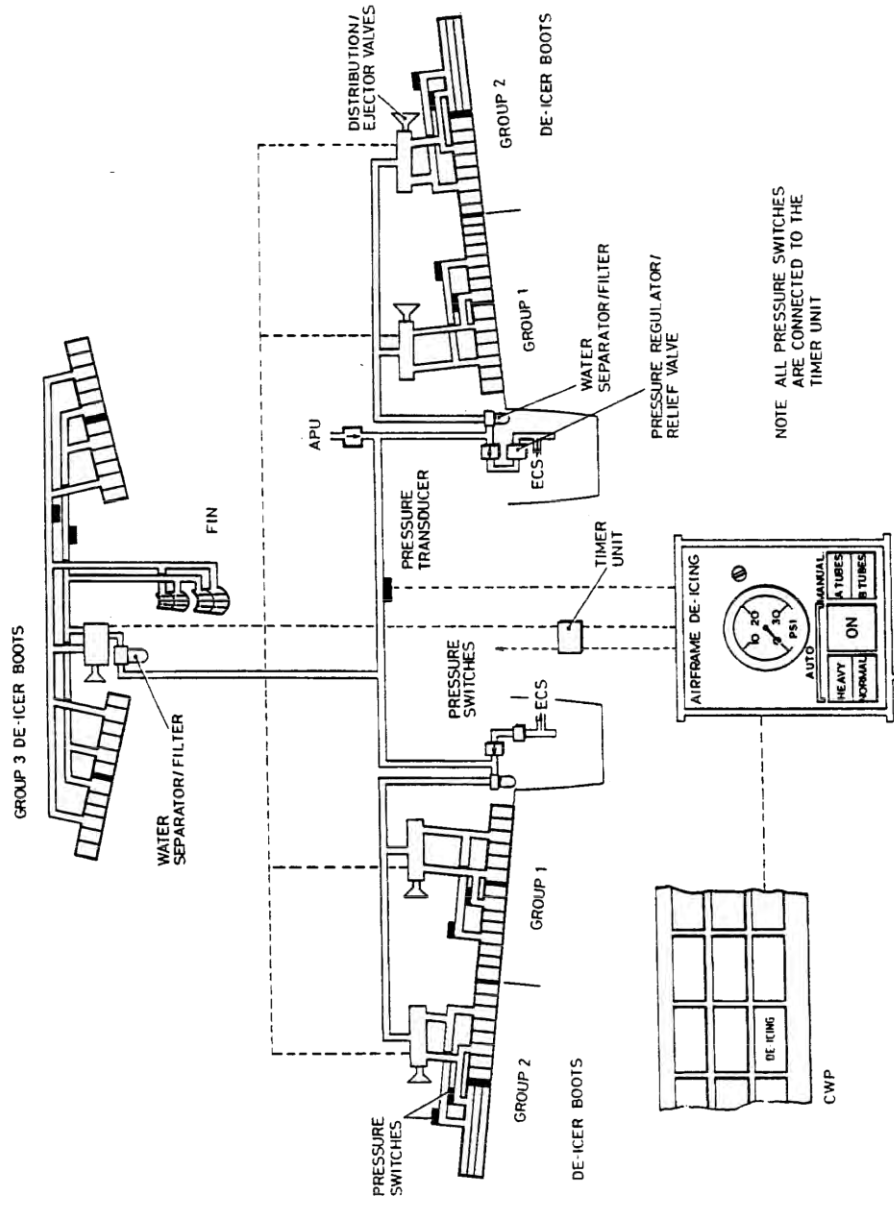 GROUP 3 DE-ICER BOOTS
WATER
SEPARATOR/FILTER
FIN
DISTRIBUTION/
EJECTOR VALVES
APU
PRESSURE
SWITCHES
GROUP 2
GROUP 1
DE-ICER BOOTS
GROUP 1
GROUP 2
DE-ICER BOOTS
PRESSURE
TRANSDUCER
WATER
SEPARATOR/FILTER
PRESSURE REGULATOR/
RELIEF VALVE
ECS
PRESSURE
SWITCHES
ECS
TIMER
UNIT
NOTE ALL PRESSURE SWITCHES
ARE CONNECTED TO THE
TIMER UNIT
AIRFRAME DE-ICING
10 20
0 30
PSI
AUTO
MANUAL
HEAVY
NORMAL
ON
A TUBES
B TUBES
DE-ICING
CWP